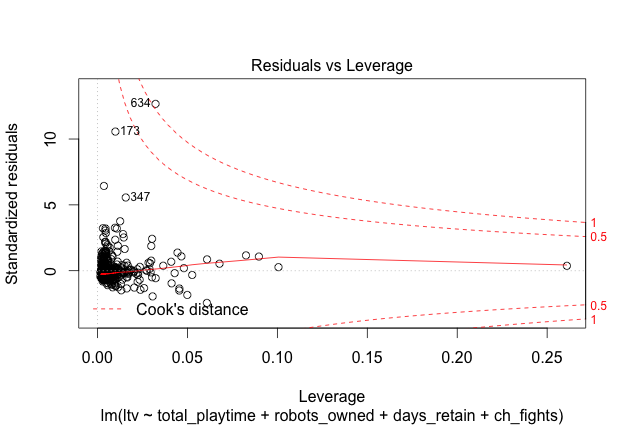 Residuals vs Leverage
Standardized residuals
10
5
0
634
173
347
1
0.5
0.5
1
Cook's distance
0.00 0.05 0.10 0.15 0.20 0.25
Leverage
lm(ltv ~ total_playtime + robots_owned + days_retain + ch_fights)